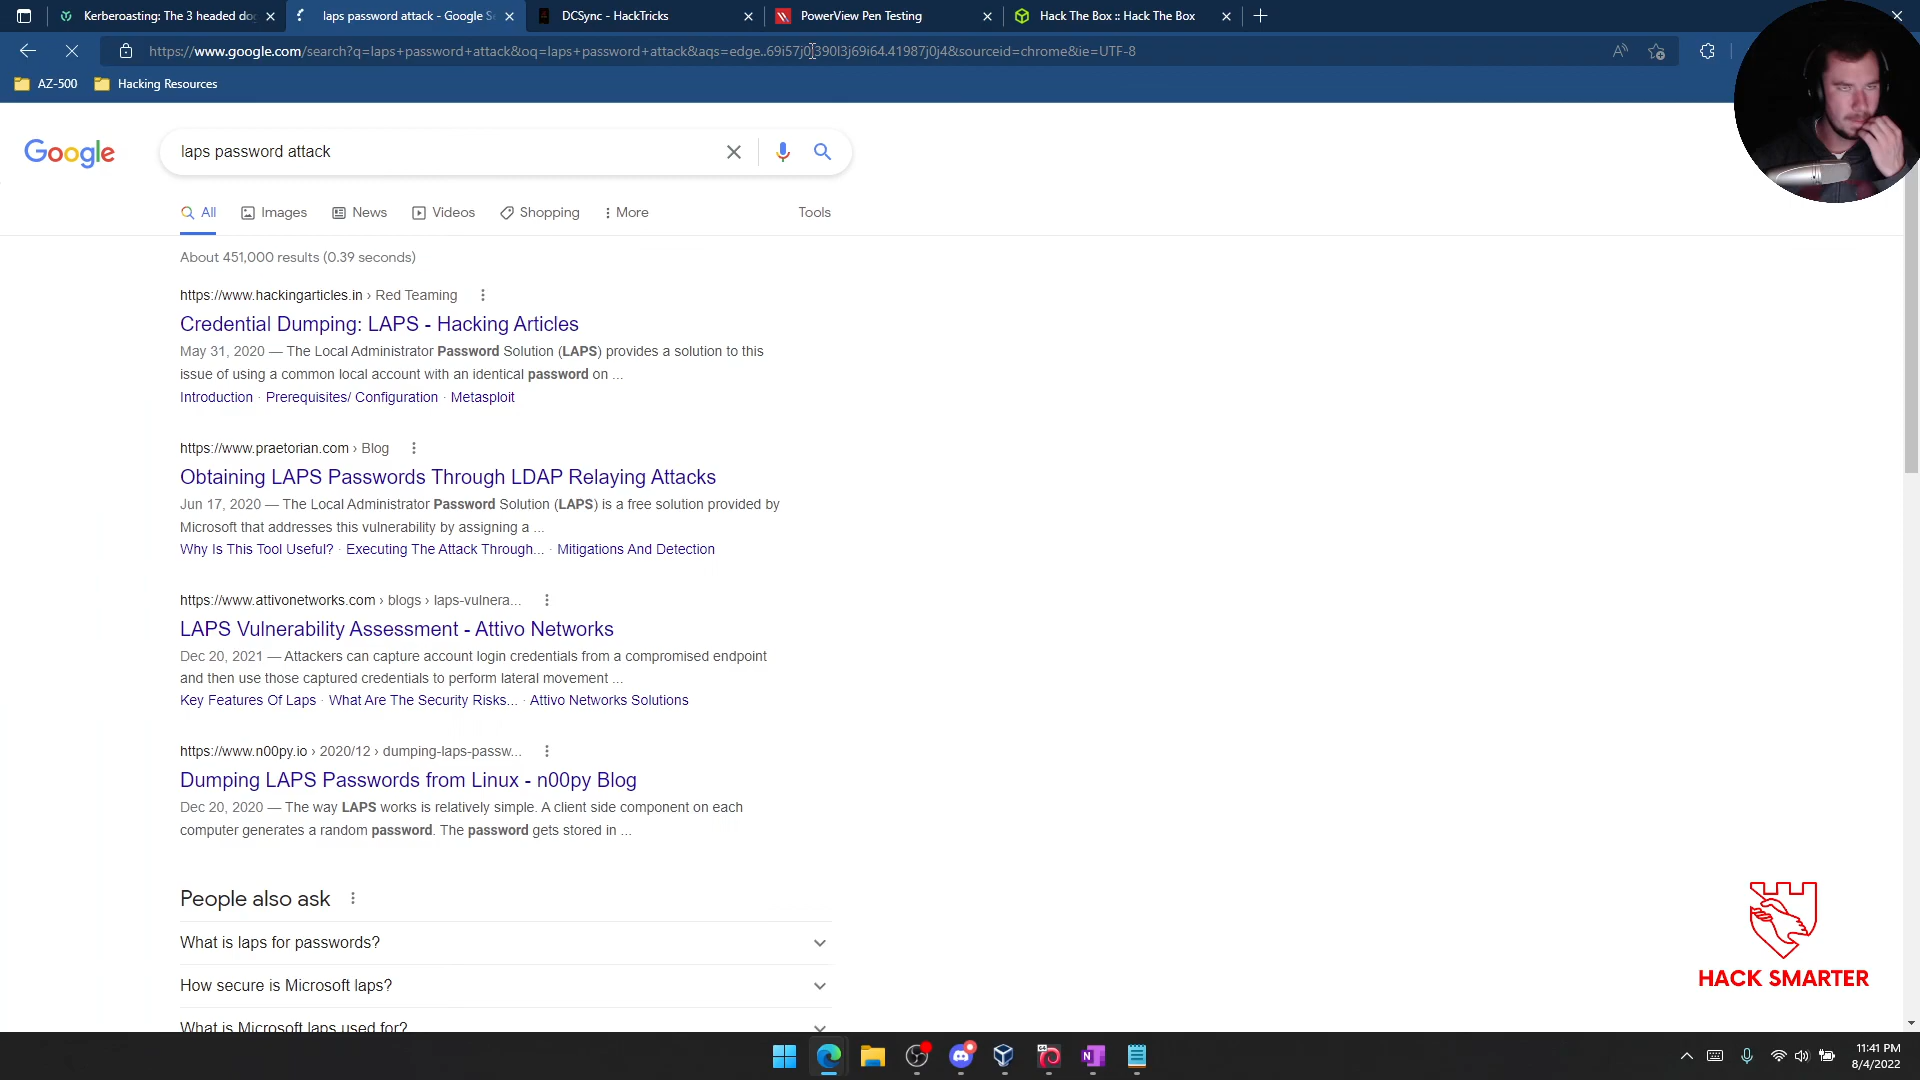 Kerberoasting: The 3 headed do
laps password attack - Google Se
DCSync - HackTricks
PowerView Pen Testing
Hack The Box :: Hack The Box
https://www.google.com/search?q=laps+password+attack&oq=laps+password+attack&aqs=edge..69i57j0j390l3j69i64.41987j0j4&sourceid=chrome&ie=UTF-8
AZ-500
Hacking Resources
Google
laps password attack
All
Images
News
Videos
Shopping
More
Tools
About 451,000 results (0.39 seconds)
https://www.hackingarticles.in › Red Teaming
Credential Dumping: LAPS - Hacking Articles
May 31, 2020 — The Local Administrator Password Solution (LAPS) provides a solution to this
issue of using a common local account with an identical password on ...
Introduction · Prerequisites/ Configuration · Metasploit
https://www.praetorian.com › Blog
Obtaining LAPS Passwords Through LDAP Relaying Attacks
Jun 17, 2020 — The Local Administrator Password Solution (LAPS) is a free solution provided by
Microsoft that addresses this vulnerability by assigning a ...
Why Is This Tool Useful? · Executing The Attack Through... · Mitigations And Detection
https://www.attivonetworks.com › blogs › laps-vulnera...
LAPS Vulnerability Assessment - Attivo Networks
Dec 20, 2021 — Attackers can capture account login credentials from a compromised endpoint
and then use those captured credentials to perform lateral movement ...
Key Features Of Laps · What Are The Security Risks... · Attivo Networks Solutions
https://www.n00py.io › 2020/12 › dumping-laps-passw...
Dumping LAPS Passwords from Linux - n00py Blog
Dec 20, 2020 — The way LAPS works is relatively simple. A client side component on each
computer generates a random password. The password gets stored in ...
People also ask
What is laps for passwords?
How secure is Microsoft laps?
What is Microsoft laps used for?
HACK SMARTER
11:41 PM
8/4/2022